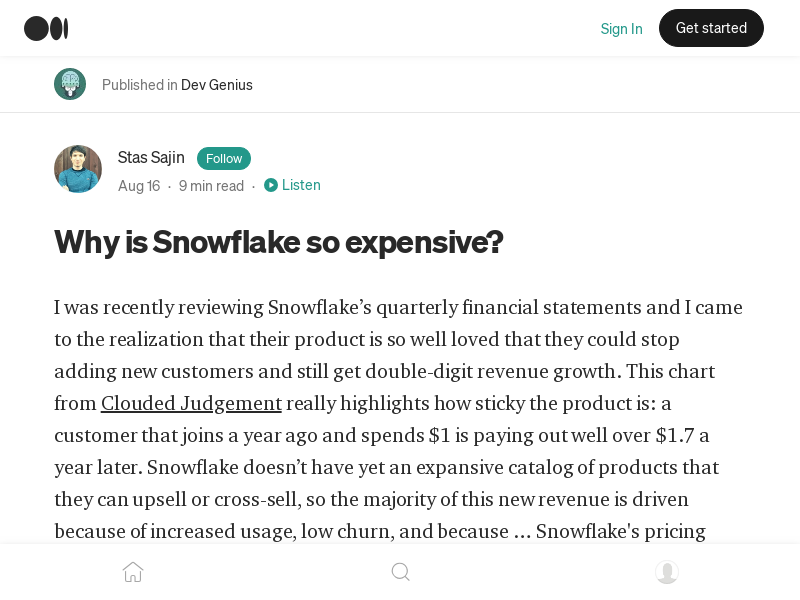 Sign In
Get started
Published in Dev Genius
Stas Sajin
Follow
Aug 16 · 9 min read · Listen
Why is Snowflake so expensive?
I was recently reviewing Snowflake’s quarterly financial statements and I came
to the realization that their product is so well loved that they could stop
adding new customers and still get double-digit revenue growth. This chart
from Clouded Judgement really highlights how sticky the product is: a
customer that joins a year ago and spends $1 is paying out well over $1.7 a
year later. Snowflake doesn’t have yet an expansive catalog of products that
they can upsell or cross-sell, so the majority of this new revenue is driven
because of increased usage, low churn, and because … Snowflake's pricing